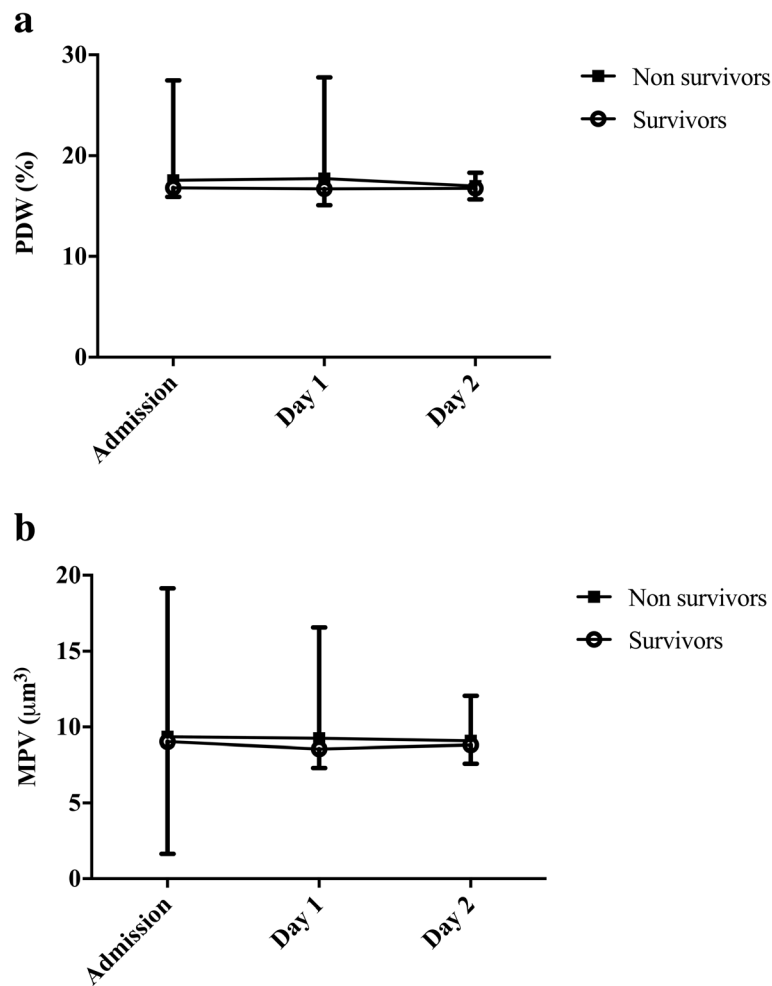 a
30
20
10
0
PDW (%)
Admission
Day 1
Day 2
Non survivors
Survivors
b
20
15
10
5
0
MPV (μm³)
Admission
Day 1
Day 2
Non survivors
Survivors